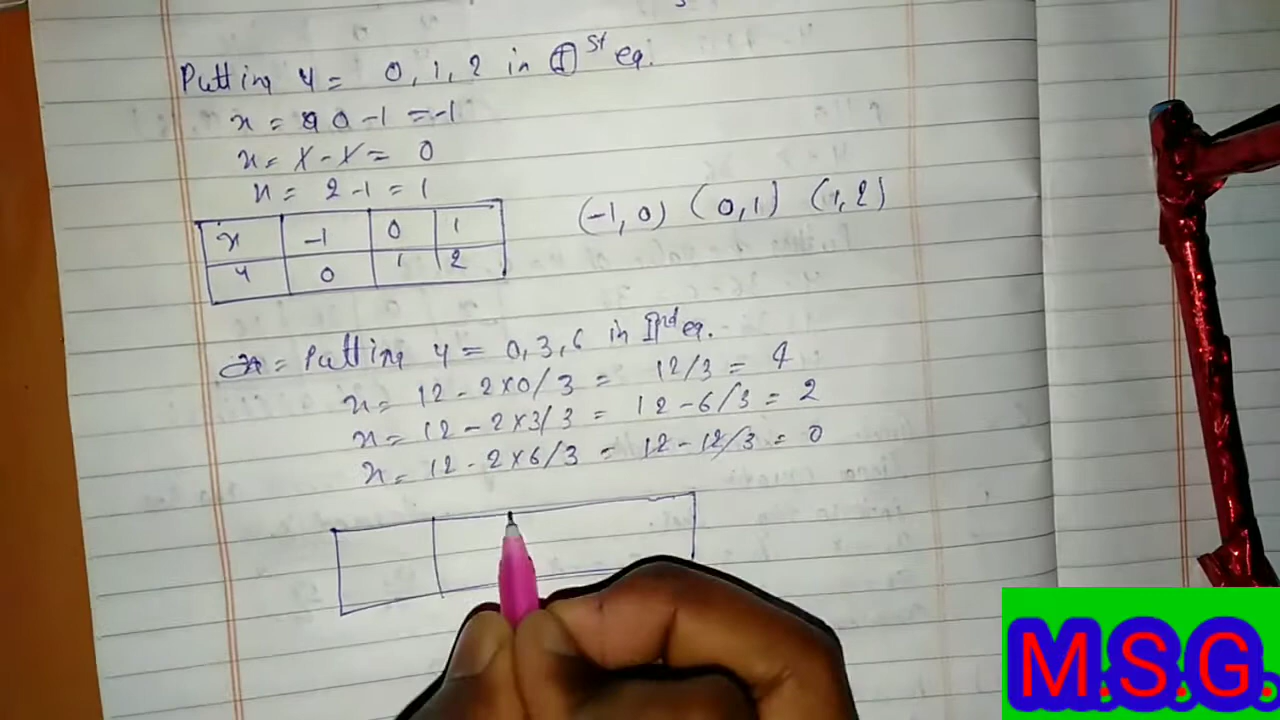 Putting y = 0, 1, 2 in Ist eq.
x = 0 - 1 = -1
x = 1 - 1 = 0
x = 2 - 1 = 1
x -1 0 1
y 0 1 2
(-1, 0) (0, 1) (1, 2)
= Putting y = 0, 3, 6 in IInd eq.
x = 12 - 2×0/3 = 12/3 = 4
x = 12 - 2×3/3 = 12 - 6/3 = 2
x = 12 - 2×6/3 = 12 - 12/3 = 0
M.S.G.